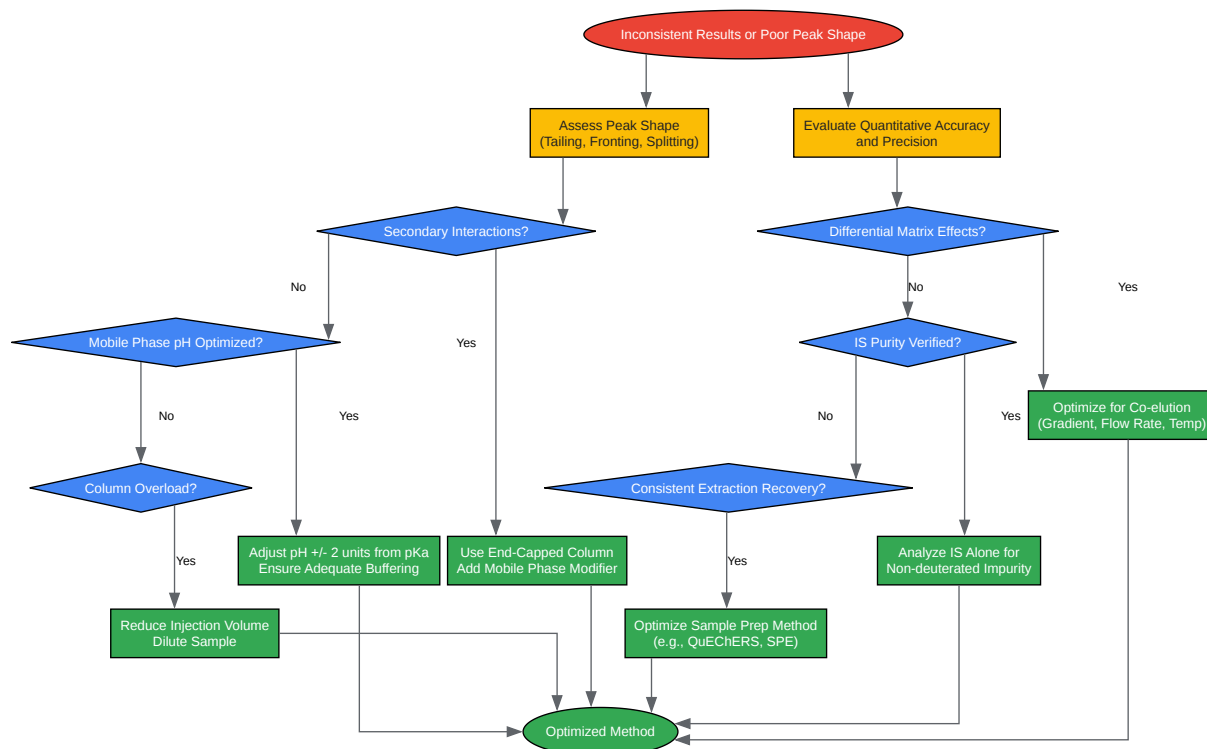 Inconsistent Results or Poor Peak Shape
Assess Peak Shape
(Tailing, Fronting, Splitting)
Evaluate Quantitative Accuracy
and Precision
Secondary Interactions?
Differential Matrix Effects?
No
No
Yes
Mobile Phase pH Optimized?
Yes
IS Purity Verified?
No
Yes
No
Yes
Optimize for Co-elution
(Gradient, Flow Rate, Temp)
Column Overload?
Consistent Extraction Recovery?
Yes
Adjust pH +/- 2 units from pKa
Ensure Adequate Buffering
Use End-Capped Column
Add Mobile Phase Modifier
Yes
Analyze IS Alone for
Non-deuterated Impurity
Reduce Injection Volume
Dilute Sample
Optimize Sample Prep Method
(e.g., QuEChERS, SPE)
Optimized Method